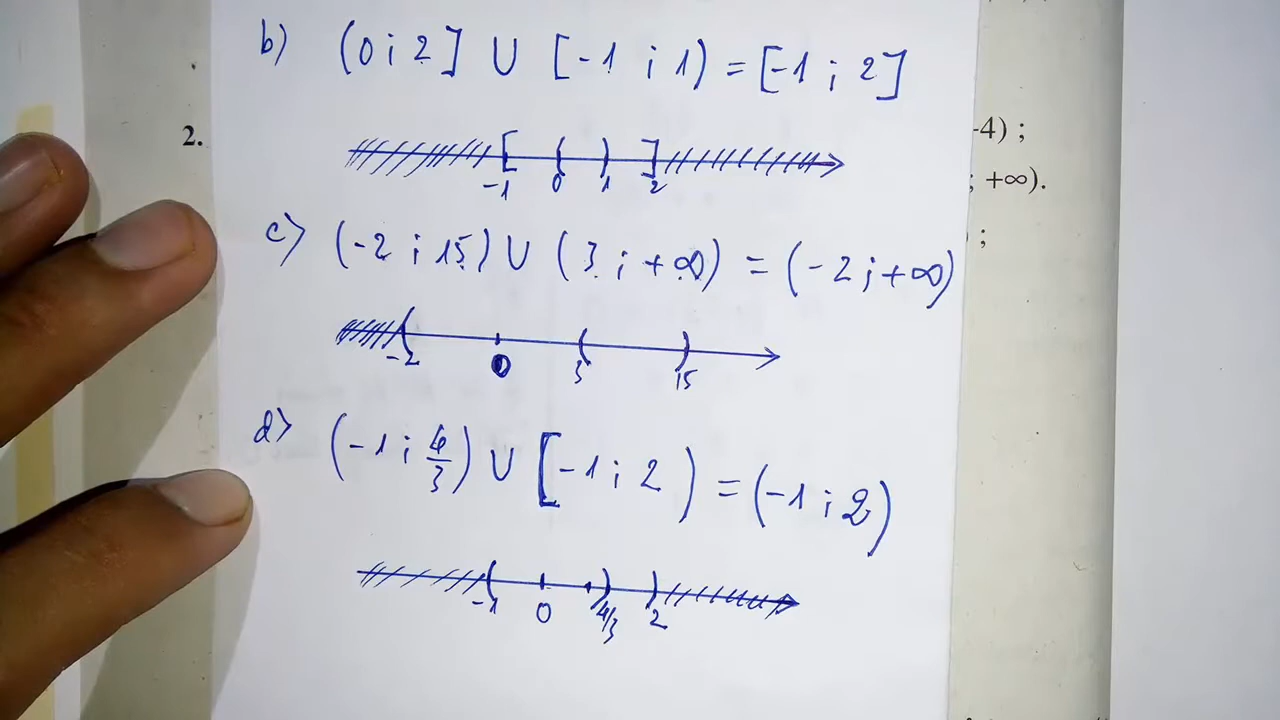 b) (0 ; 2] ∪ [-1 ; 1) = [-1 ; 2]
2.
-4) ;
-1 0 1 2
; +∞).
c) (-2 ; 15) ∪ (3 ; +∞) = (-2 ; +∞)
;
-2 0 3 15
d) (-1 ; 4/3) ∪ [-1 ; 2) = (-1 ; 2)
-1 0 4/3 2